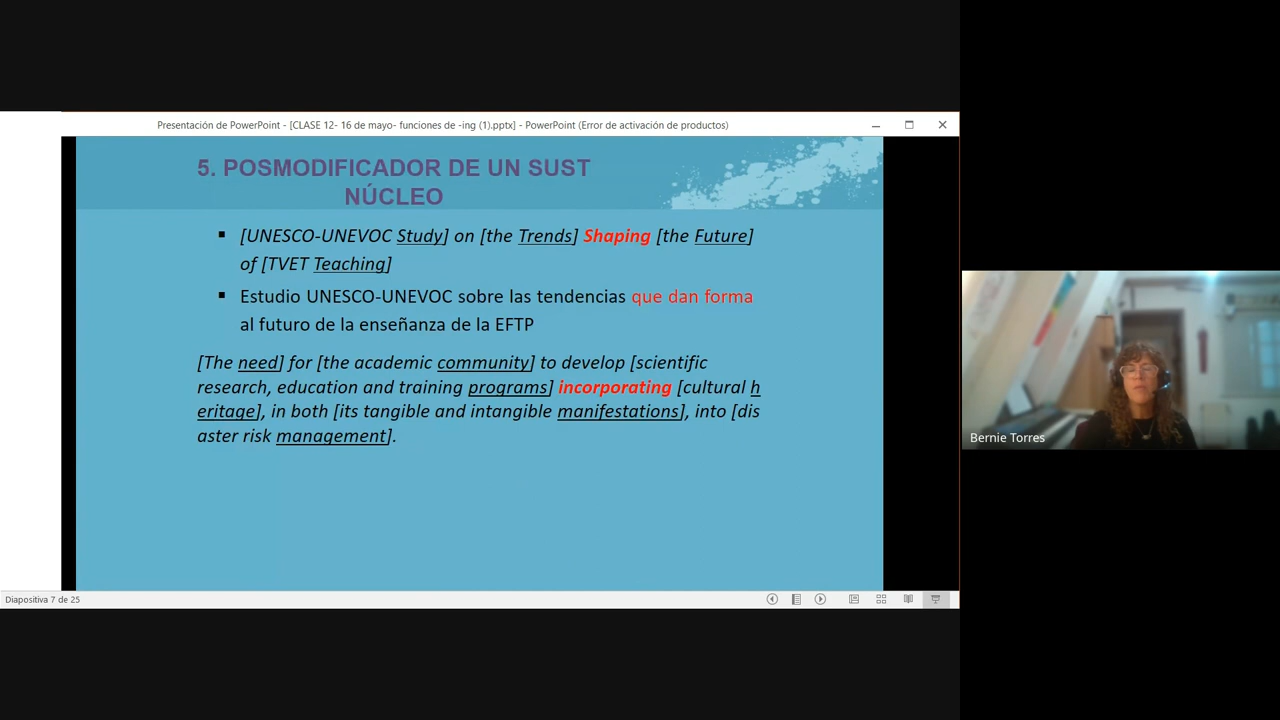 Presentación de PowerPoint - [CLASE 12- 16 de mayo- funciones de -ing (1).pptx] - PowerPoint (Error de activación de productos)
5. POSMODIFICADOR DE UN SUST
NÚCLEO
▪ [UNESCO-UNEVOC Study] on [the Trends] Shaping [the Future]
of [TVET Teaching]
▪ Estudio UNESCO-UNEVOC sobre las tendencias que dan forma
al futuro de la enseñanza de la EFTP
[The need] for [the academic community] to develop [scientific
research, education and training programs] incorporating [cultural h
eritage], in both [its tangible and intangible manifestations], into [dis
aster risk management].
Bernie Torres
Diapositiva 7 de 25